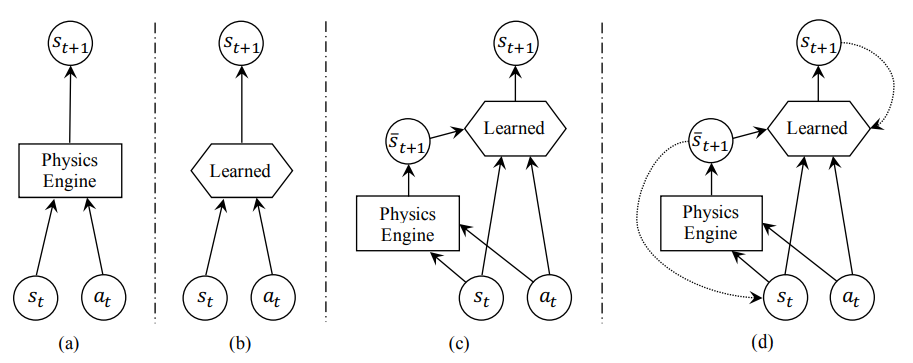 s_{t+1}
Physics
Engine
s_t
a_t
(a)
s_{t+1}
Learned
s_t
a_t
(b)
s_{t+1}
Learned
s̄_{t+1}
Physics
Engine
s_t
a_t
(c)
s_{t+1}
Learned
s̄_{t+1}
Physics
Engine
s_t
a_t
(d)